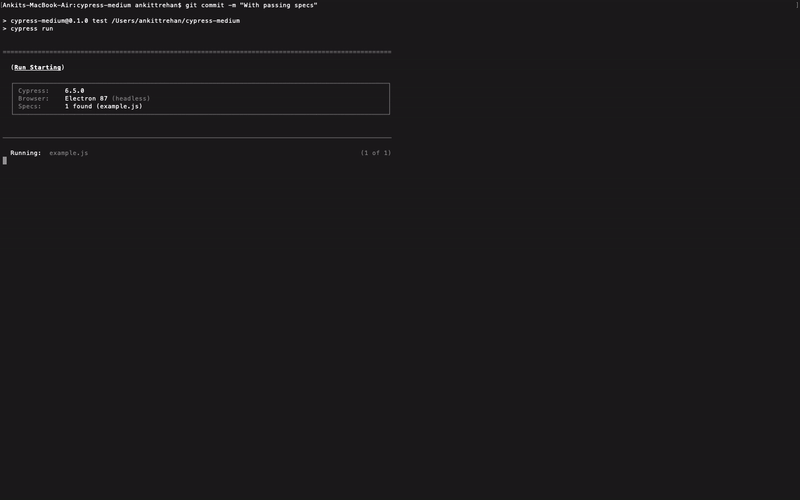 Ankits-MacBook-Air:cypress-medium ankittrehan$ git commit -m "With passing specs"
> cypress-medium@0.1.0 test /Users/ankittrehan/cypress-medium
> cypress run
(Run Starting)
Cypress: 6.5.0
Browser: Electron 87 (headless)
Specs: 1 found (example.js)
Running: example.js (1 of 1)